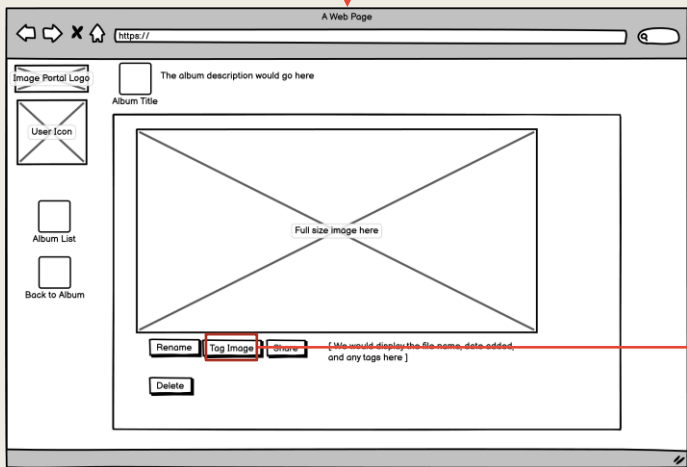 A Web Page
https://
Image Portal Logo
The album description would go here
Album Title
User Icon
Full size image here
Album List
Back to Album
Rename
Tag Image
Share
[ We would display the file name, date added,
and any tags here ]
Delete